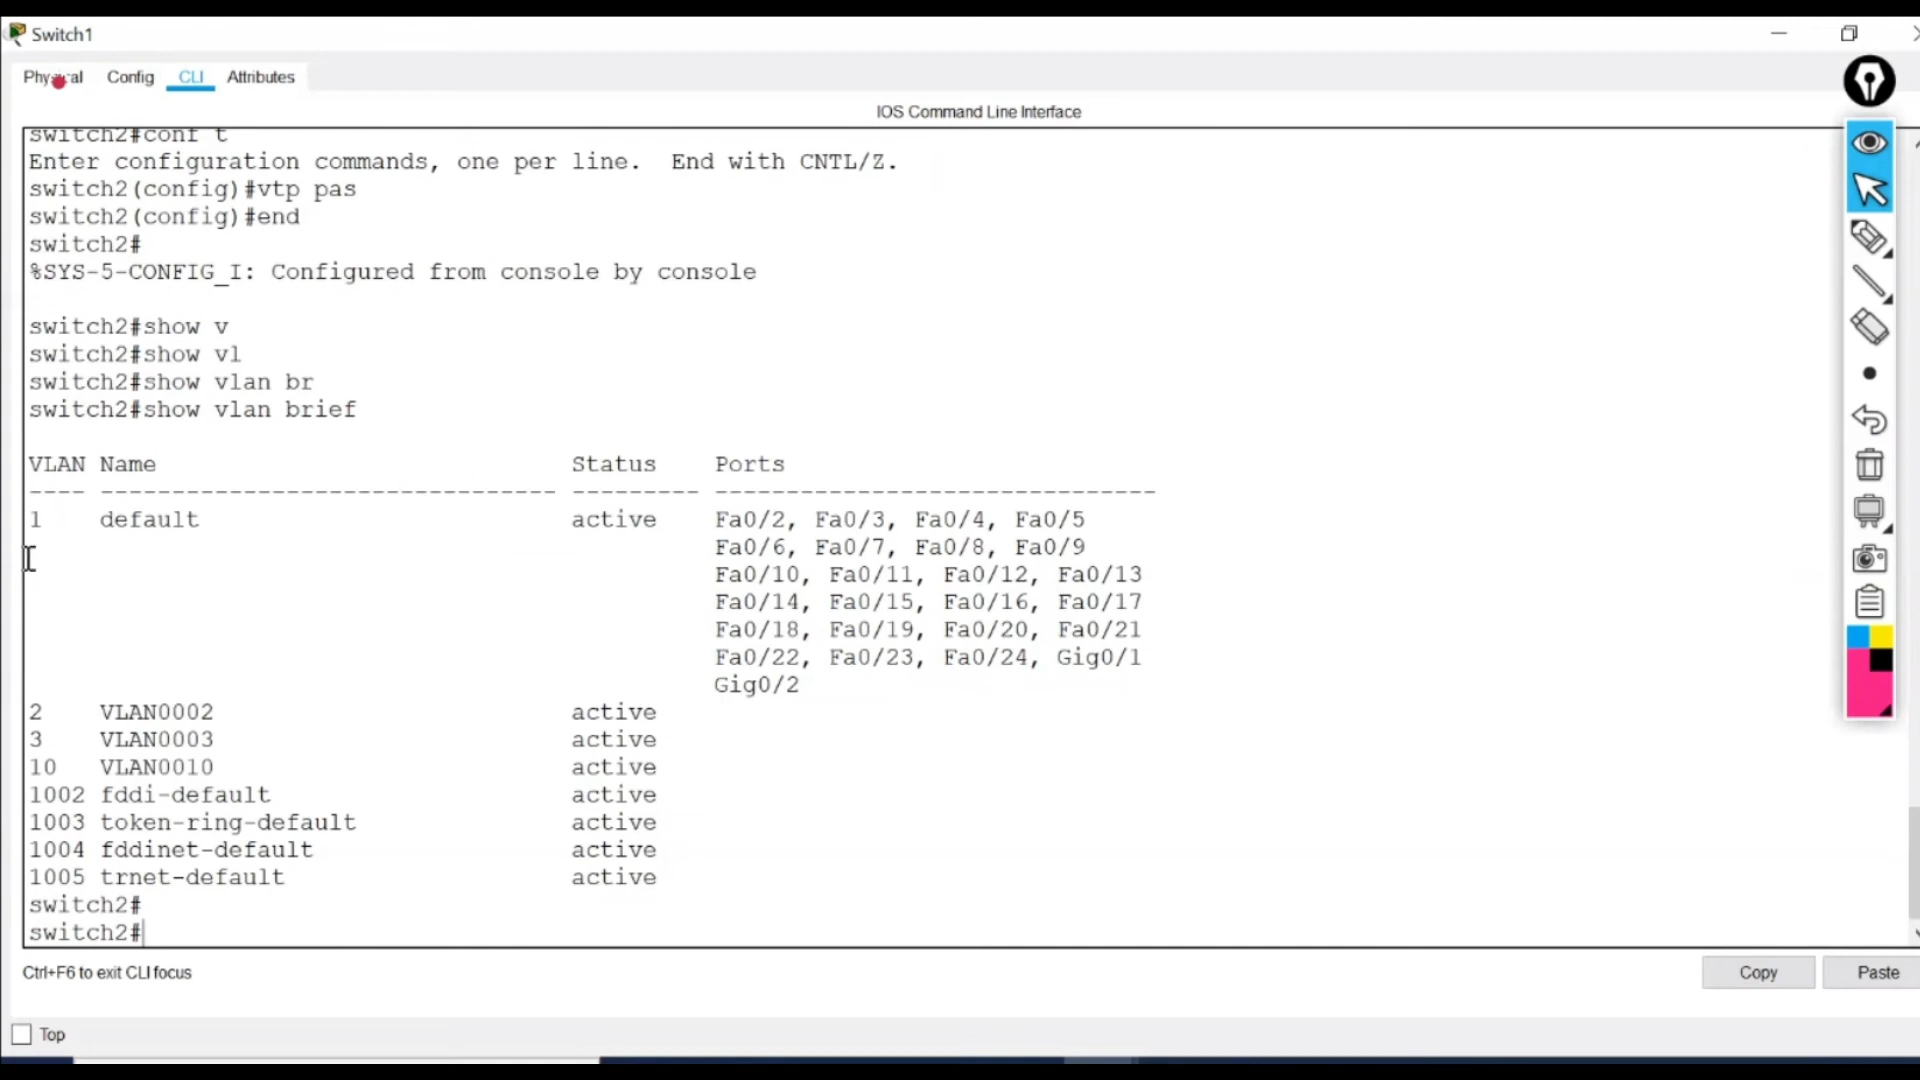 Switch1
Physical Config CLI Attributes
IOS Command Line Interface
switch2#conf t
Enter configuration commands, one per line.  End with CNTL/Z.
switch2(config)#vtp pas
switch2(config)#end
switch2#
%SYS-5-CONFIG_I: Configured from console by console
switch2#show v
switch2#show vl
switch2#show vlan br
switch2#show vlan brief
VLAN Name                             Status    Ports
---- -------------------------------- --------- -------------------------------
1    default                          active    Fa0/2, Fa0/3, Fa0/4, Fa0/5
Fa0/6, Fa0/7, Fa0/8, Fa0/9
Fa0/10, Fa0/11, Fa0/12, Fa0/13
Fa0/14, Fa0/15, Fa0/16, Fa0/17
Fa0/18, Fa0/19, Fa0/20, Fa0/21
Fa0/22, Fa0/23, Fa0/24, Gig0/1
Gig0/2
2    VLAN0002                         active
3    VLAN0003                         active
10   VLAN0010                         active
1002 fddi-default                     active
1003 token-ring-default               active
1004 fddinet-default                  active
1005 trnet-default                    active
switch2#
switch2#
Ctrl+F6 to exit CLI focus
Copy Paste
Top